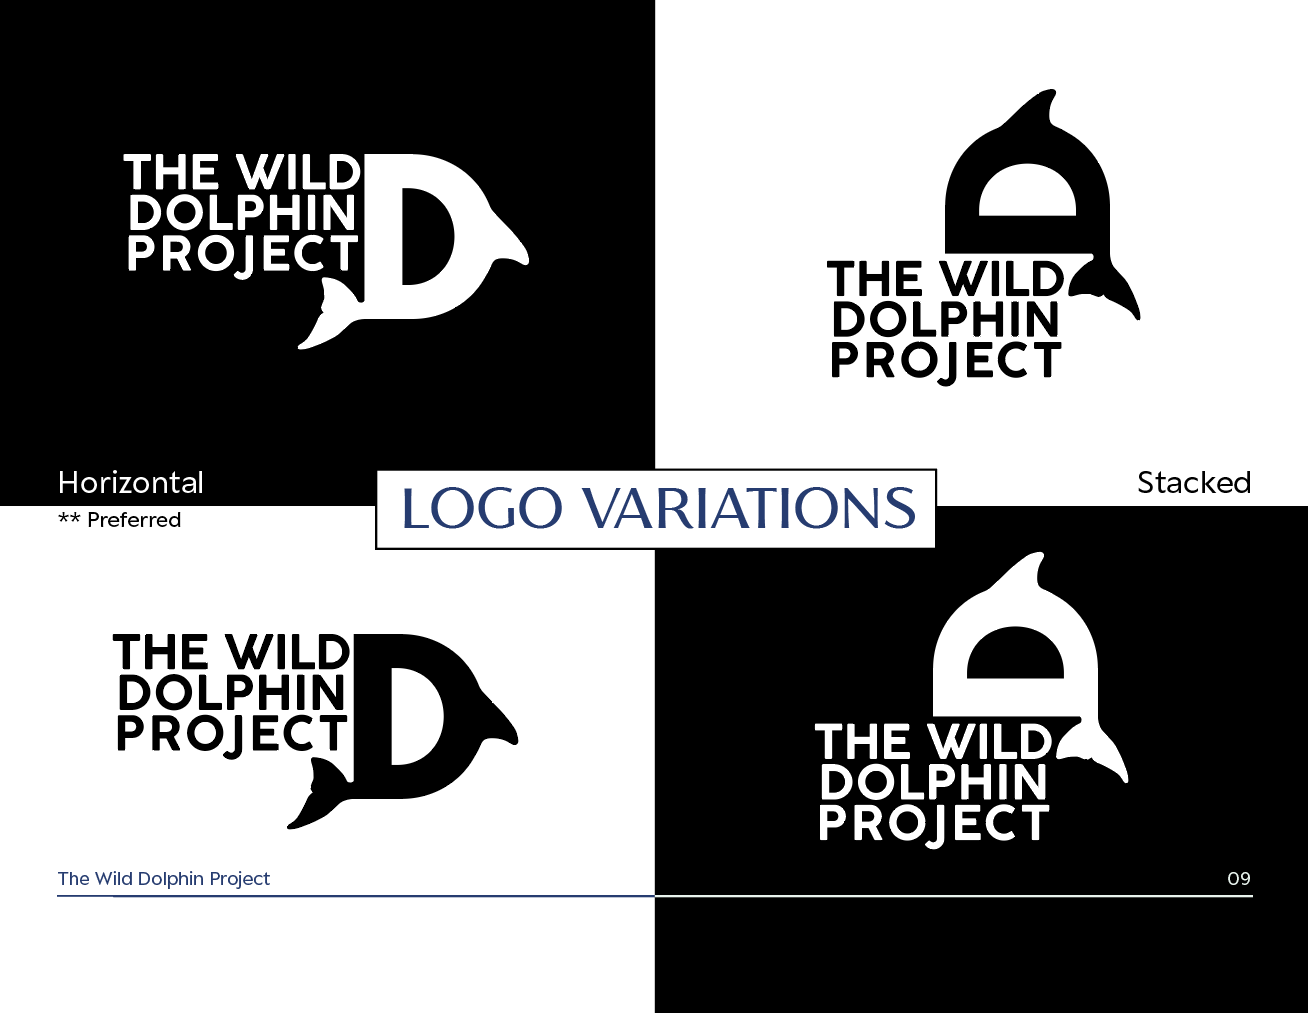 THE WILD
DOLPHIN
PROJECT
THE WILD
DOLPHIN
PROJECT
Horizontal
Stacked
** Preferred
LOGO VARIATIONS
THE WILD
DOLPHIN
PROJECT
THE WILD
DOLPHIN
PROJECT
The Wild Dolphin Project
09